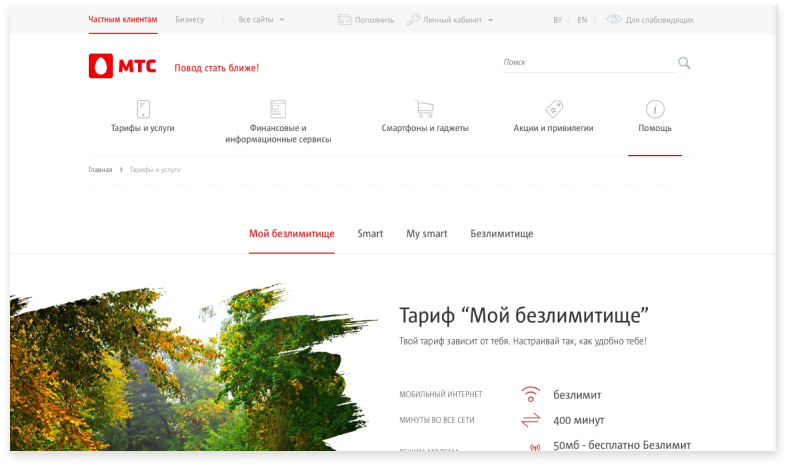 Частным клиентам Бизнесу Все сайты Пополнить Личный кабинет BY EN Для слабовидящих
МТС Повод стать ближе! Поиск
Тарифы и услуги
Финансовые и
информационные сервисы
Смартфоны и гаджеты
Акции и привилегии
Помощь
Главная Тарифы и услуги
Мой безлимитище Smart My smart Безлимитище
Тариф “Мой безлимитище”
Твой тариф зависит от тебя. Настраивай так, как удобно тебе!
МОБИЛЬНЫЙ ИНТЕРНЕТ безлимит
МИНУТЫ ВО ВСЕ СЕТИ 400 минут
РЕЖИМ МОДЕМА 50мб - бесплатно Безлимит